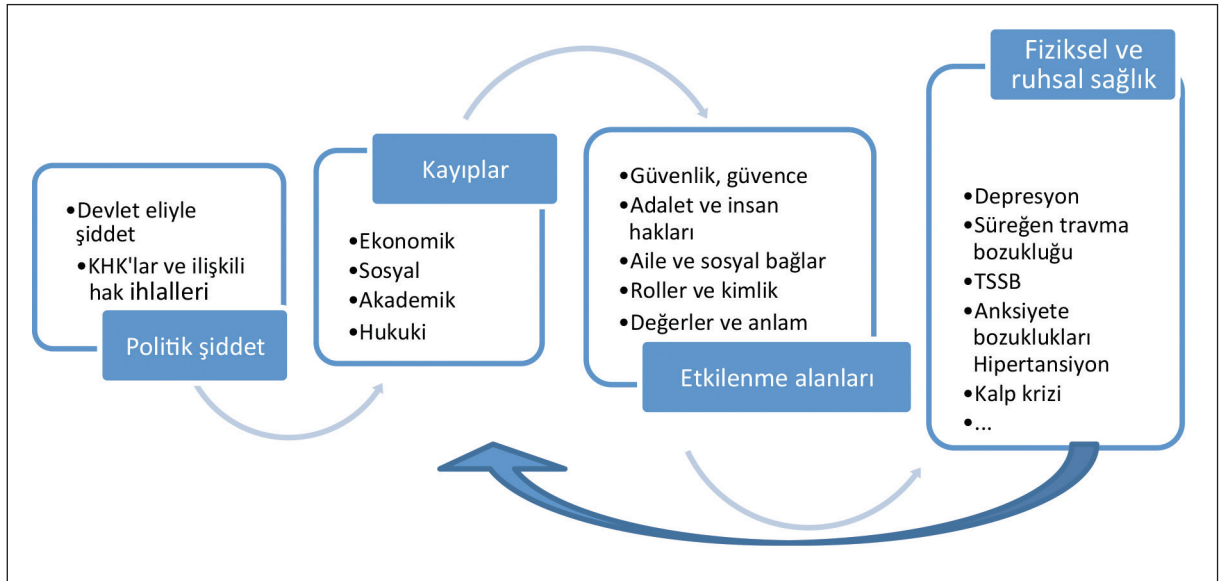 •Devlet eliyle
şiddet
•KHK'lar ve ilişkili
hak ihlalleri
Politik şiddet
Kayıplar
•Ekonomik
•Sosyal
•Akademik
•Hukuki
•Güvenlik, güvence
•Adalet ve insan
hakları
•Aile ve sosyal bağlar
•Roller ve kimlik
•Değerler ve anlam
Etkilenme alanları
Fiziksel ve
ruhsal sağlık
•Depresyon
•Süreğen travma
bozukluğu
•TSSB
•Anksiyete
bozuklukları
Hipertansiyon
•Kalp krizi
•...